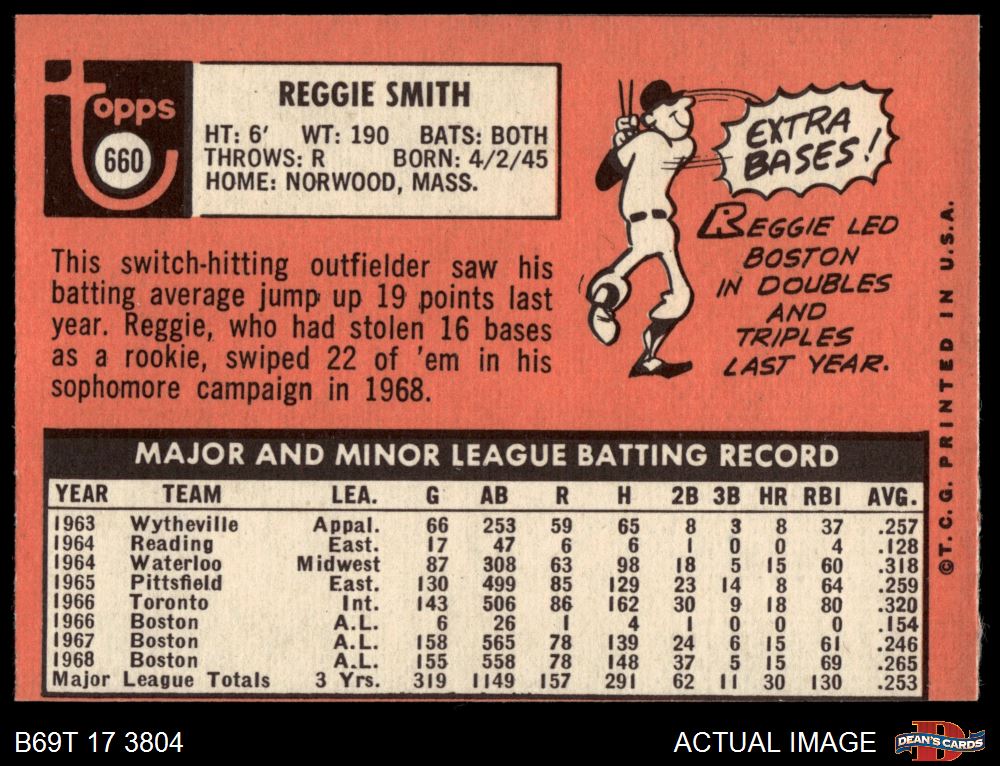 topps
660
REGGIE SMITH
HT: 6' WT: 190 BATS: BOTH
THROWS: R BORN: 4/2/45
HOME: NORWOOD, MASS.
This switch-hitting outfielder saw his
batting average jump up 19 points last
year. Reggie, who had stolen 16 bases
as a rookie, swiped 22 of 'em in his
sophomore campaign in 1968.
EXTRA
BASES!
REGGIE LED
BOSTON
IN DOUBLES
AND
TRIPLES
LAST YEAR.
©T.C.G. PRINTED IN U.S.A.
MAJOR AND MINOR LEAGUE BATTING RECORD
YEAR TEAM LEA. G AB R H 2B 3B HR RBI AVG.
1963 Wytheville Appal. 66 253 59 65 8 3 8 37 .257
1964 Reading East. 17 47 6 6 1 0 0 4 .128
1964 Waterloo Midwest 87 308 63 98 18 5 15 60 .318
1965 Pittsfield East. 130 499 85 129 23 14 8 64 .259
1966 Toronto Int. 143 506 86 162 30 9 18 80 .320
1966 Boston A.L. 6 26 1 4 1 0 0 0 .154
1967 Boston A.L. 158 565 78 139 24 6 15 61 .246
1968 Boston A.L. 155 558 78 148 37 5 15 69 .265
Major League Totals 3 Yrs. 319 1149 157 291 62 11 30 130 .253
B69T 17 3804
ACTUAL IMAGE
DEAN'S CARDS